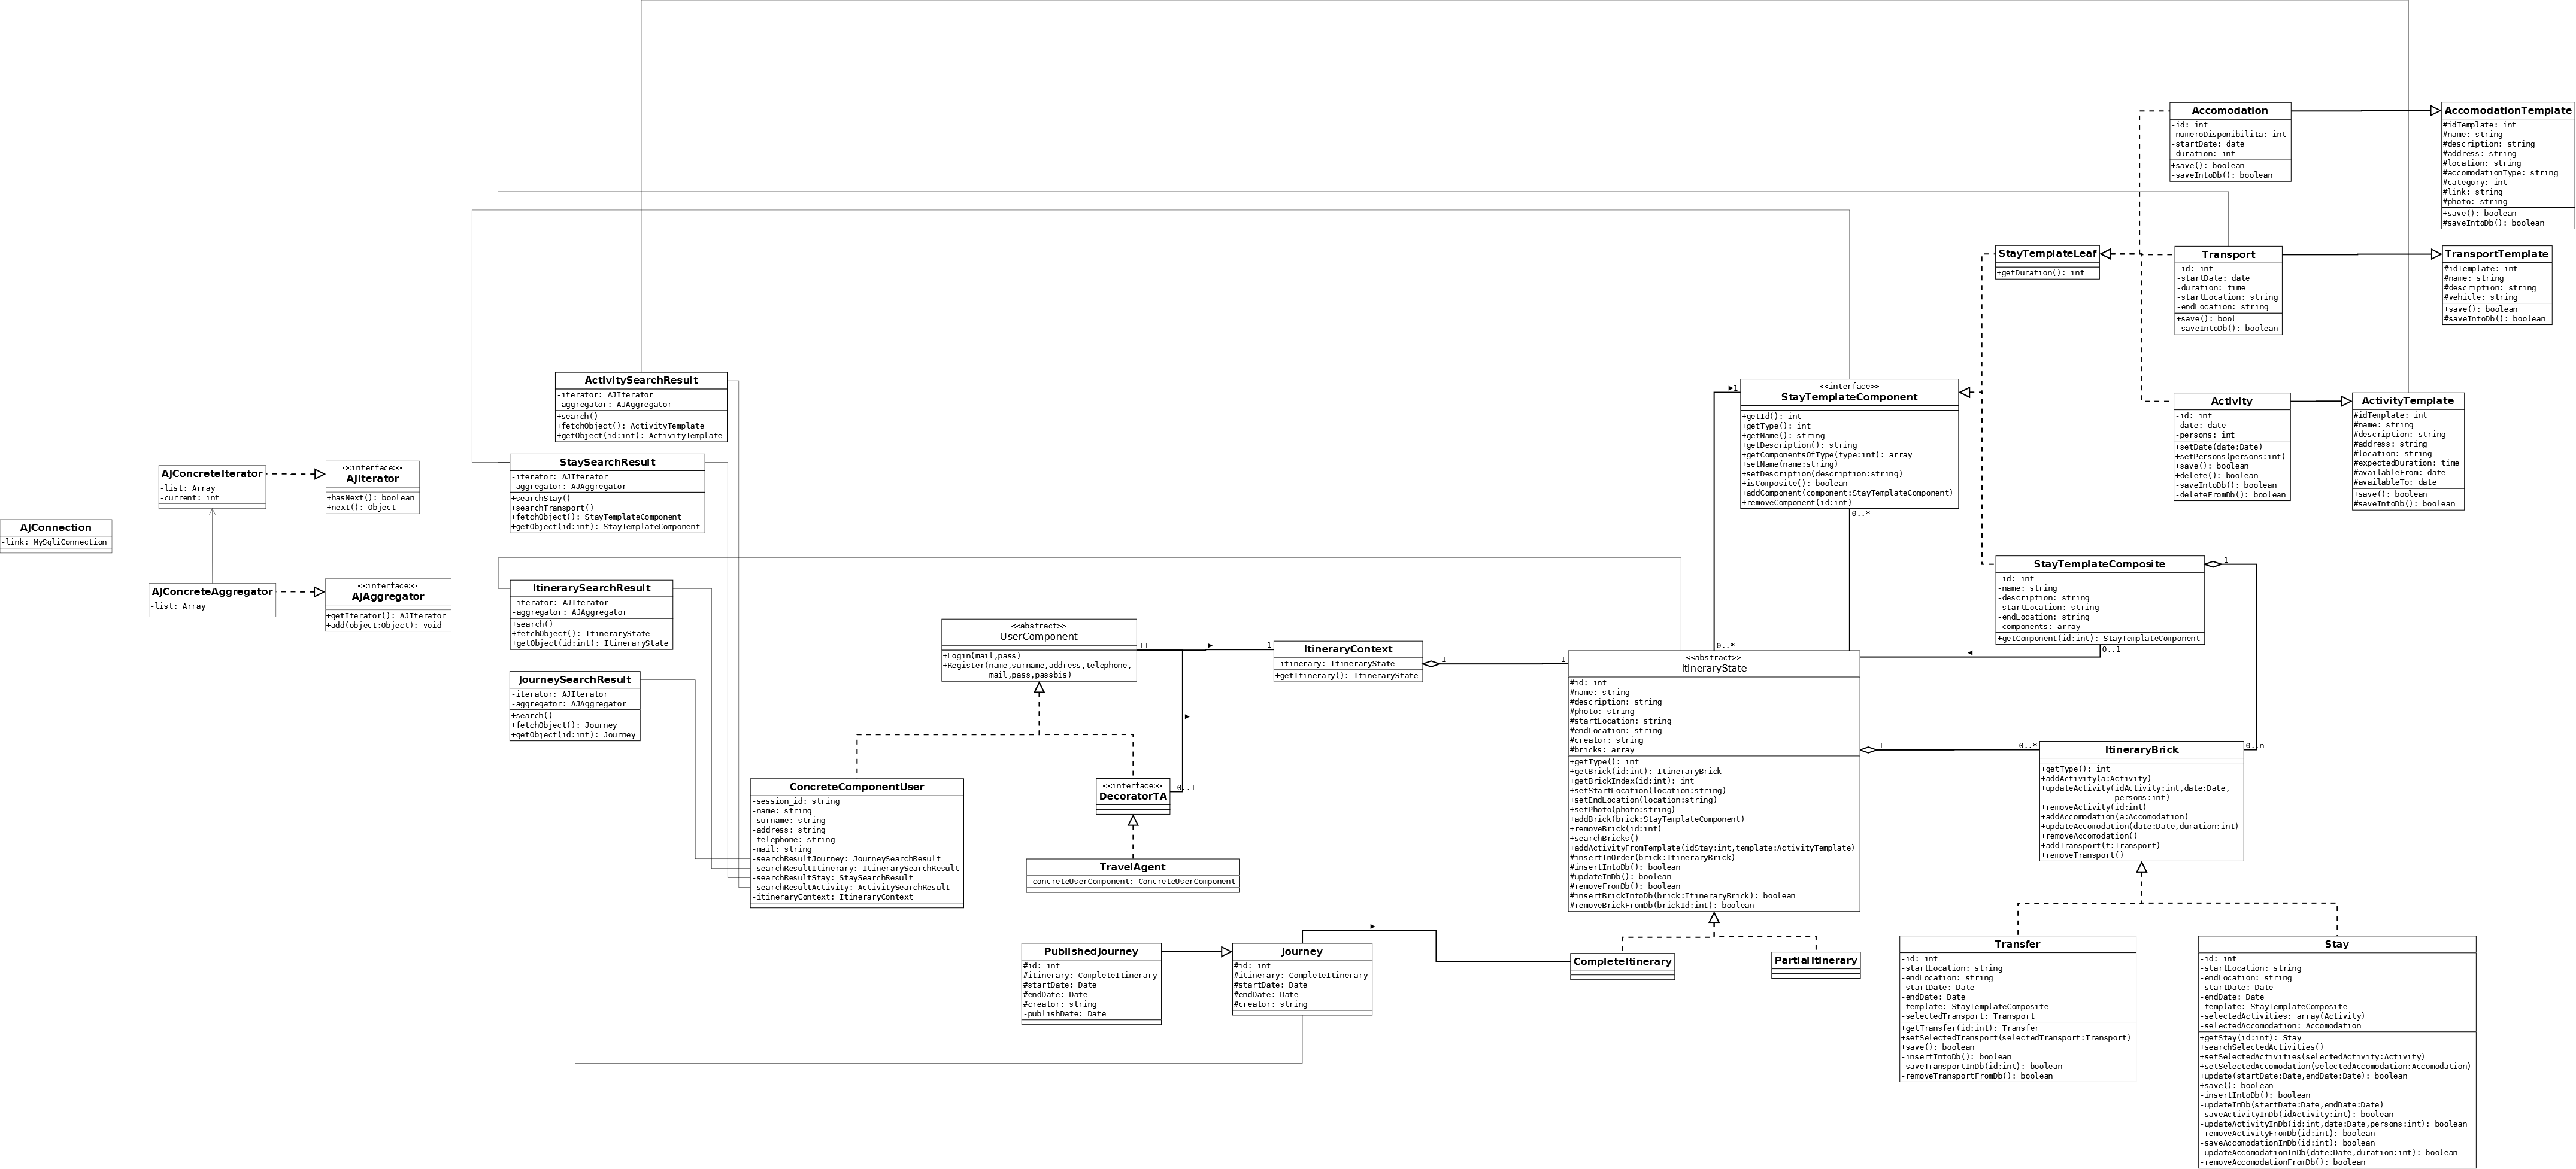 AJConnection
-link: MySqliConnection
AJConcreteIterator
-list: Array
-current: int
<<interface>>
AJIterator
+hasNext(): boolean
+next(): Object
AJConcreteAggregator
-list: Array
<<interface>>
AJAggregator
+getIterator(): AJIterator
+add(object:Object): void
ActivitySearchResult
-iterator: AJIterator
-aggregator: AJAggregator
+search()
+fetchObject(): ActivityTemplate
+getObject(id:int): ActivityTemplate
StaySearchResult
-iterator: AJIterator
-aggregator: AJAggregator
+searchStay()
+searchTransport()
+fetchObject(): StayTemplateComponent
+getObject(id:int): StayTemplateComponent
ItinerarySearchResult
-iterator: AJIterator
-aggregator: AJAggregator
+search()
+fetchObject(): ItineraryState
+getObject(id:int): ItineraryState
JourneySearchResult
-iterator: AJIterator
-aggregator: AJAggregator
+search()
+fetchObject(): Journey
+getObject(id:int): Journey
<<abstract>>
UserComponent
+Login(mail,pass)
+Register(name,surname,address,telephone,
mail,pass,passbis)
11
1
0..1
ConcreteComponentUser
-session_id: string
-name: string
-surname: string
-address: string
-telephone: string
-mail: string
-searchResultJourney: JourneySearchResult
-searchResultItinerary: ItinerarySearchResult
-searchResultStay: StaySearchResult
-searchResultActivity: ActivitySearchResult
-itineraryContext: ItineraryContext
<<interface>>
DecoratorTA
TravelAgent
-concreteUserComponent: ConcreteUserComponent
PublishedJourney
#id: int
#itinerary: CompleteItinerary
#startDate: Date
#endDate: Date
#creator: string
-publishDate: Date
Journey
#id: int
#itinerary: CompleteItinerary
#startDate: Date
#endDate: Date
#creator: string
ItineraryContext
-itinerary: ItineraryState
+getItinerary(): ItineraryState
1
1
<<abstract>>
ItineraryState
#id: int
#name: string
#description: string
#photo: string
#startLocation: string
#endLocation: string
#creator: string
#bricks: array
+getType(): int
+getBrick(id:int): ItineraryBrick
+getBrickIndex(id:int): int
+setStartLocation(location:string)
+setEndLocation(location:string)
+setPhoto(photo:string)
+addBrick(brick:StayTemplateComponent)
+removeBrick(id:int)
+searchBricks()
+addActivityFromTemplate(idStay:int,template:ActivityTemplate)
#insertInOrder(brick:ItineraryBrick)
#insertIntoDb(): boolean
#updateInDb(): boolean
#removeFromDb(): boolean
#insertBrickIntoDb(brick:ItineraryBrick): boolean
#removeBrickFromDb(brickId:int): boolean
CompleteItinerary
PartialItinerary
1
0..*
0..*
<<interface>>
StayTemplateComponent
+getId(): int
+getType(): int
+getName(): string
+getDescription(): string
+getComponentsOfType(type:int): array
+setName(name:string)
+setDescription(description:string)
+isComposite(): boolean
+addComponent(component:StayTemplateComponent)
+removeComponent(id:int)
StayTemplateLeaf
+getDuration(): int
StayTemplateComposite
-id: int
-name: string
-description: string
-startLocation: string
-endLocation: string
-components: array
+getComponent(id:int): StayTemplateComponent
1
0..1
1
0..*
0..n
ItineraryBrick
+getType(): int
+addActivity(a:Activity)
+updateActivity(idActivity:int,date:Date,
persons:int)
+removeActivity(id:int)
+addAccomodation(a:Accomodation)
+updateAccomodation(date:Date,duration:int)
+removeAccomodation()
+addTransport(t:Transport)
+removeTransport()
Transfer
-id: int
-startLocation: string
-endLocation: string
-startDate: Date
-endDate: Date
-template: StayTemplateComposite
-selectedTransport: Transport
+getTransfer(id:int): Transfer
+setSelectedTransport(selectedTransport:Transport)
+save(): boolean
-insertIntoDb(): boolean
-saveTransportInDb(id:int): boolean
-removeTransportFromDb(): boolean
Stay
-id: int
-startLocation: string
-endLocation: string
-startDate: Date
-endDate: Date
-template: StayTemplateComposite
-selectedActivities: array(Activity)
-selectedAccomodation: Accomodation
+getStay(id:int): Stay
+searchSelectedActivities()
+setSelectedActivities(selectedActivity:Activity)
+setSelectedAccomodation(selectedAccomodation:Accomodation)
+update(startDate:Date,endDate:Date): boolean
+save(): boolean
-insertIntoDb(): boolean
-updateInDb(startDate:Date,endDate:Date)
-saveActivityInDb(idActivity:int): boolean
-updateActivityInDb(id:int,date:Date,persons:int): boolean
-removeActivityFromDb(id:int): boolean
-saveAccomodationInDb(id:int): boolean
-updateAccomodationInDb(date:Date,duration:int): boolean
-removeAccomodationFromDb(): boolean
Accomodation
-id: int
-numeroDisponibilita: int
-startDate: date
-duration: int
+save(): boolean
-saveIntoDb(): boolean
AccomodationTemplate
#idTemplate: int
#name: string
#description: string
#address: string
#location: string
#accomodationType: string
#category: int
#link: string
#photo: string
+save(): boolean
#saveIntoDb(): boolean
Transport
-id: int
-startDate: date
-duration: time
-startLocation: string
-endLocation: string
+save(): bool
-saveIntoDb(): boolean
TransportTemplate
#idTemplate: int
#name: string
#description: string
#vehicle: string
+save(): boolean
#saveIntoDb(): boolean
Activity
-id: int
-date: date
-persons: int
+setDate(date:Date)
+setPersons(persons:int)
+save(): boolean
+delete(): boolean
-saveIntoDb(): boolean
-deleteFromDb(): boolean
ActivityTemplate
#idTemplate: int
#name: string
#description: string
#address: string
#location: string
#expectedDuration: time
#availableFrom: date
#availableTo: date
+save(): boolean
#saveIntoDb(): boolean